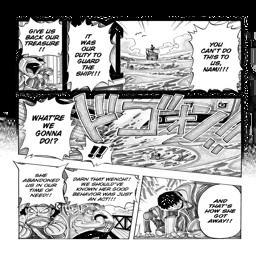 YOU
CAN'T DO
THIS TO
US,
NAMI!!!
IT
WAS
OUR
DUTY TO
GUARD
THE
SHIP!!!
GIVE US
BACK OUR
TREASURE
!!
WHAT'RE
WE
GONNA
DO!?
!!
AND
THAT'S
HOW SHE
GOT
AWAY!!
DARN THAT WENCH!!
WE SHOULD'VE
KNOWN HER GOOD
BEHAVIOR WAS JUST
AN ACT!!!
SHE
ABANDONED
US IN OUR
TIME OF
NEED!!